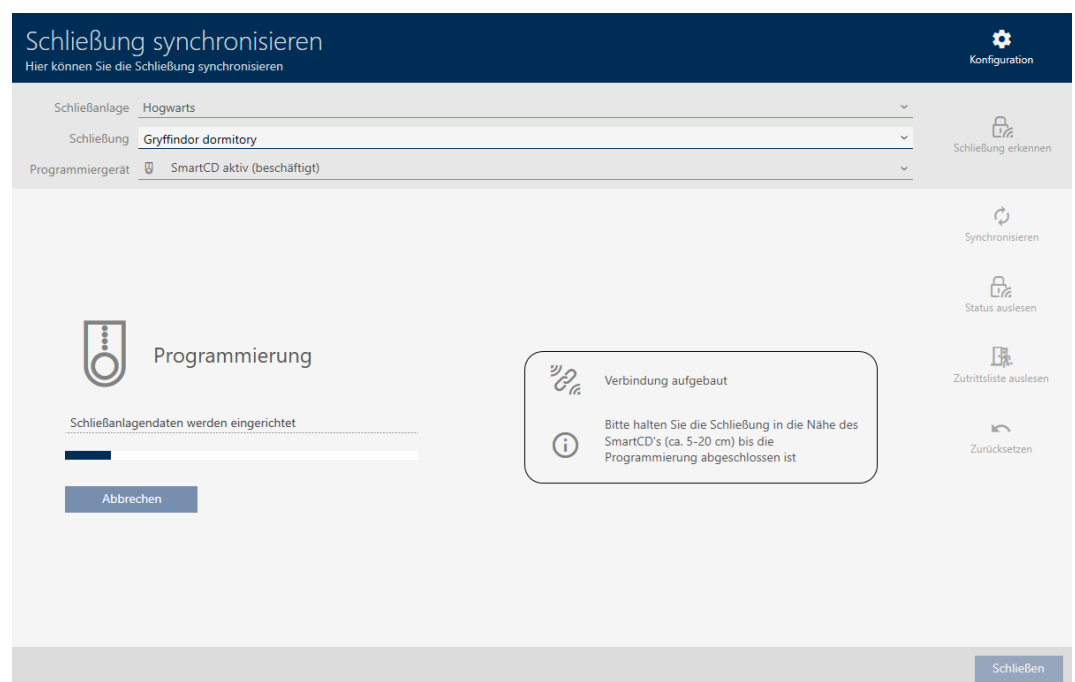 Schließung synchronisieren
Hier können Sie die Schließung synchronisieren
Konfiguration
Schließanlage Hogwarts
Schließung Gryffindor dormitory
Programmiergerät SmartCD aktiv (beschäftigt)
Schließung erkennen
Synchronisieren
Status auslesen
Zutrittsliste auslesen
Zurücksetzen
Programmierung
Schließanlagendaten werden eingerichtet
Abbrechen
Verbindung aufgebaut
Bitte halten Sie die Schließung in die Nähe des
SmartCD's (ca. 5-20 cm) bis die
Programmierung abgeschlossen ist
Schließen